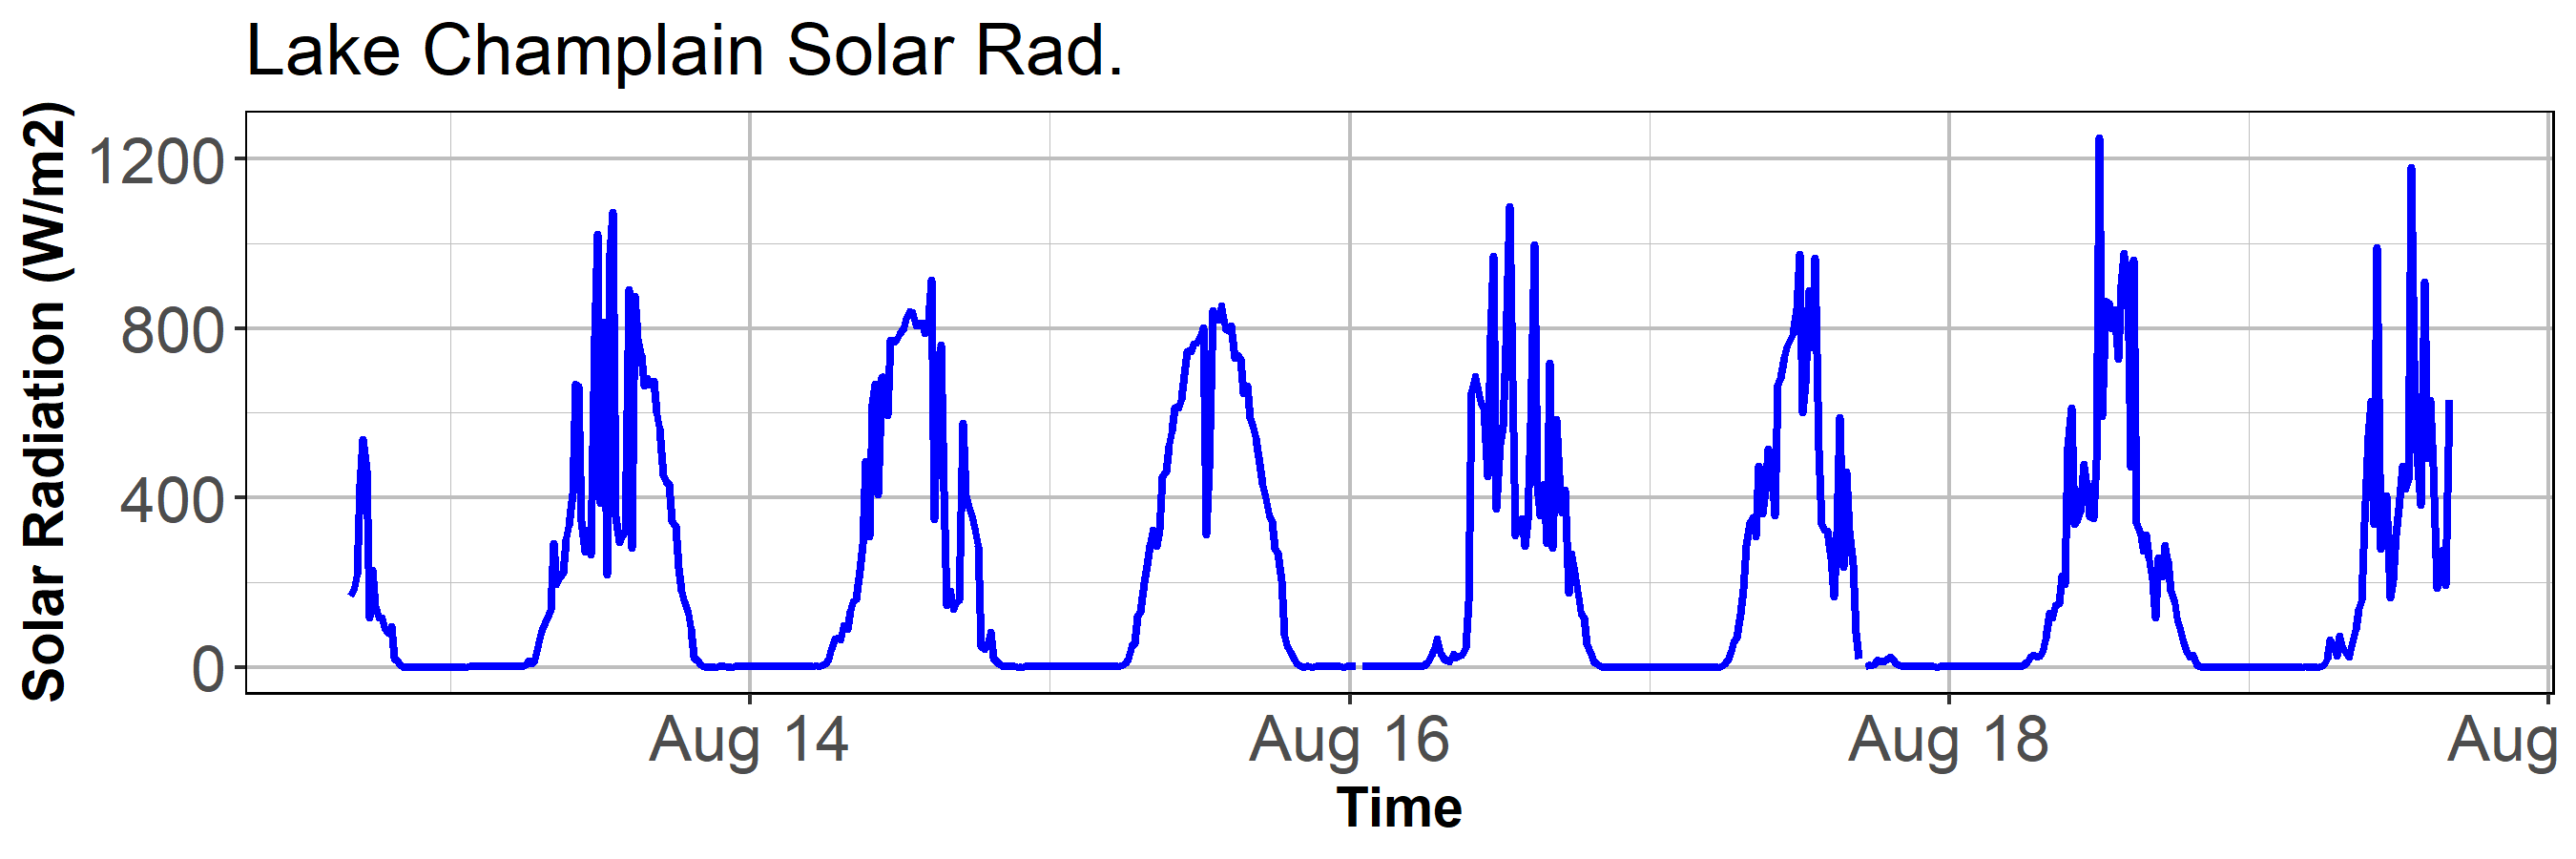 Lake Champlain Solar Rad.
Solar Radiation (W/m2)
1200
800
400
0
Aug 14
Aug 16
Aug 18
Aug
Time